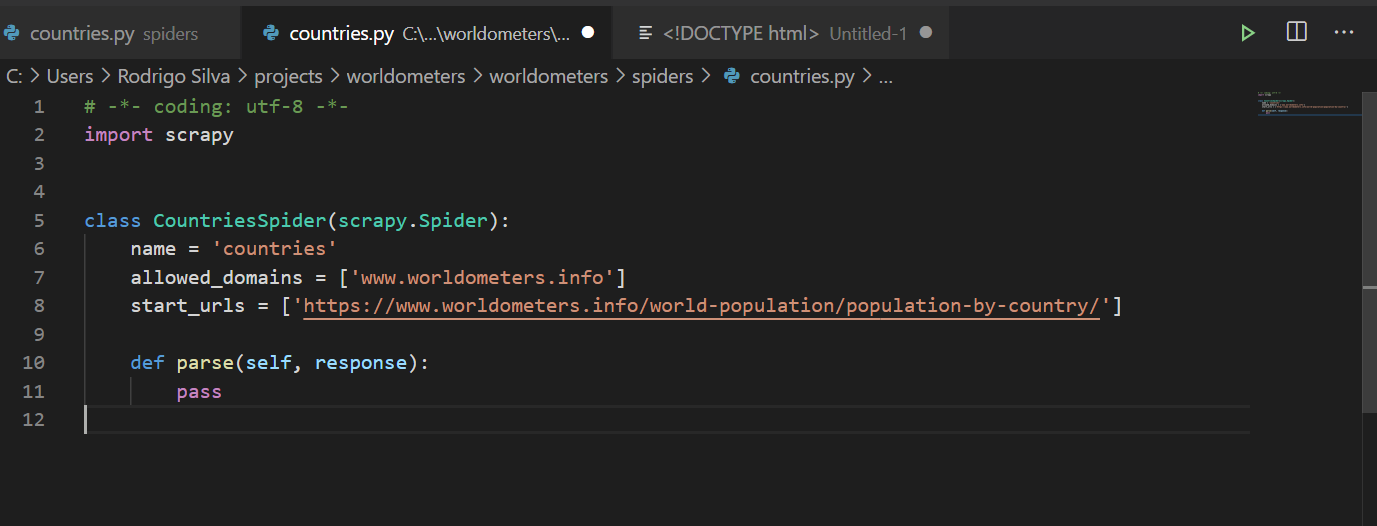 countries.py spiders countries.py C:\...\worldometers\... <!DOCTYPE html> Untitled-1 ...
C: > Users > Rodrigo Silva > projects > worldometers > worldometers > spiders > countries.py > ...
1 # -*- coding: utf-8 -*-
2 import scrapy
3
4
5 class CountriesSpider(scrapy.Spider):
6     name = 'countries'
7     allowed_domains = ['www.worldometers.info']
8     start_urls = ['https://www.worldometers.info/world-population/population-by-country/']
9
10     def parse(self, response):
11         pass
12